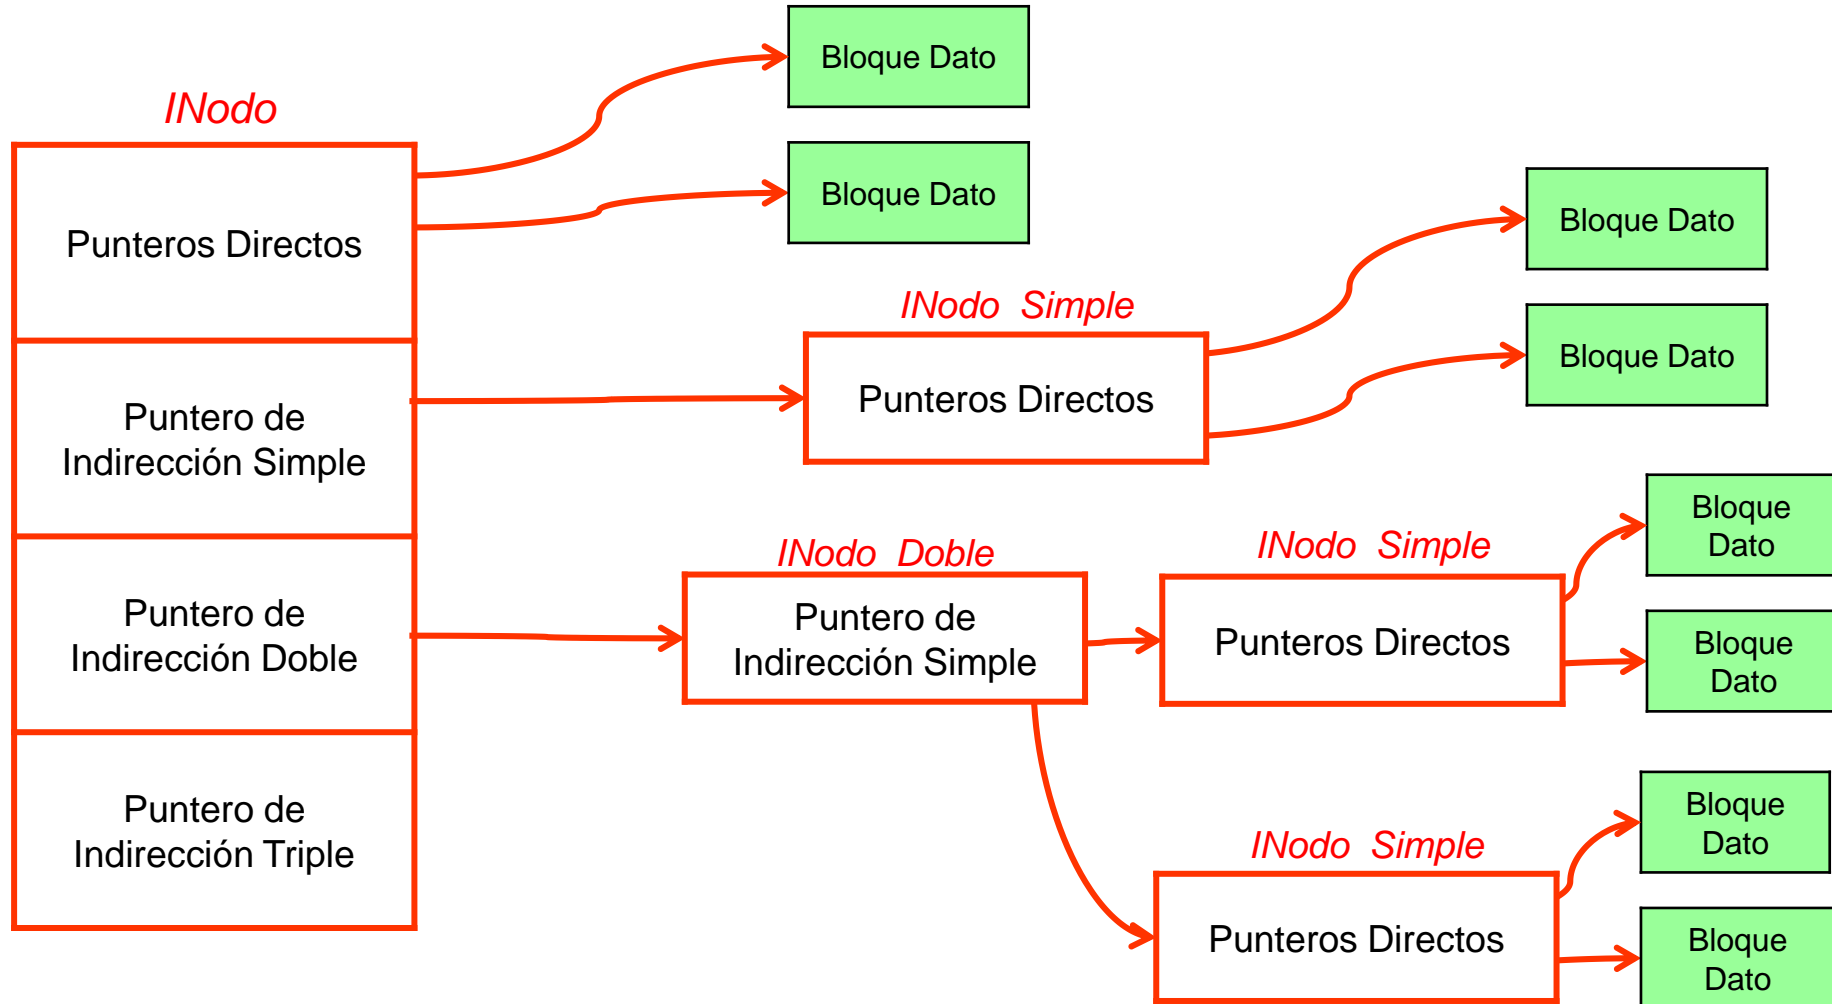 INodo
Punteros Directos
Puntero de
Indirección Simple
Puntero de
Indirección Doble
Puntero de
Indirección Triple
Bloque Dato
Bloque Dato
INodo Simple
Punteros Directos
Bloque Dato
Bloque Dato
INodo Doble
Puntero de
Indirección Simple
INodo Simple
Punteros Directos
Bloque
Dato
Bloque
Dato
INodo Simple
Punteros Directos
Bloque
Dato
Bloque
Dato